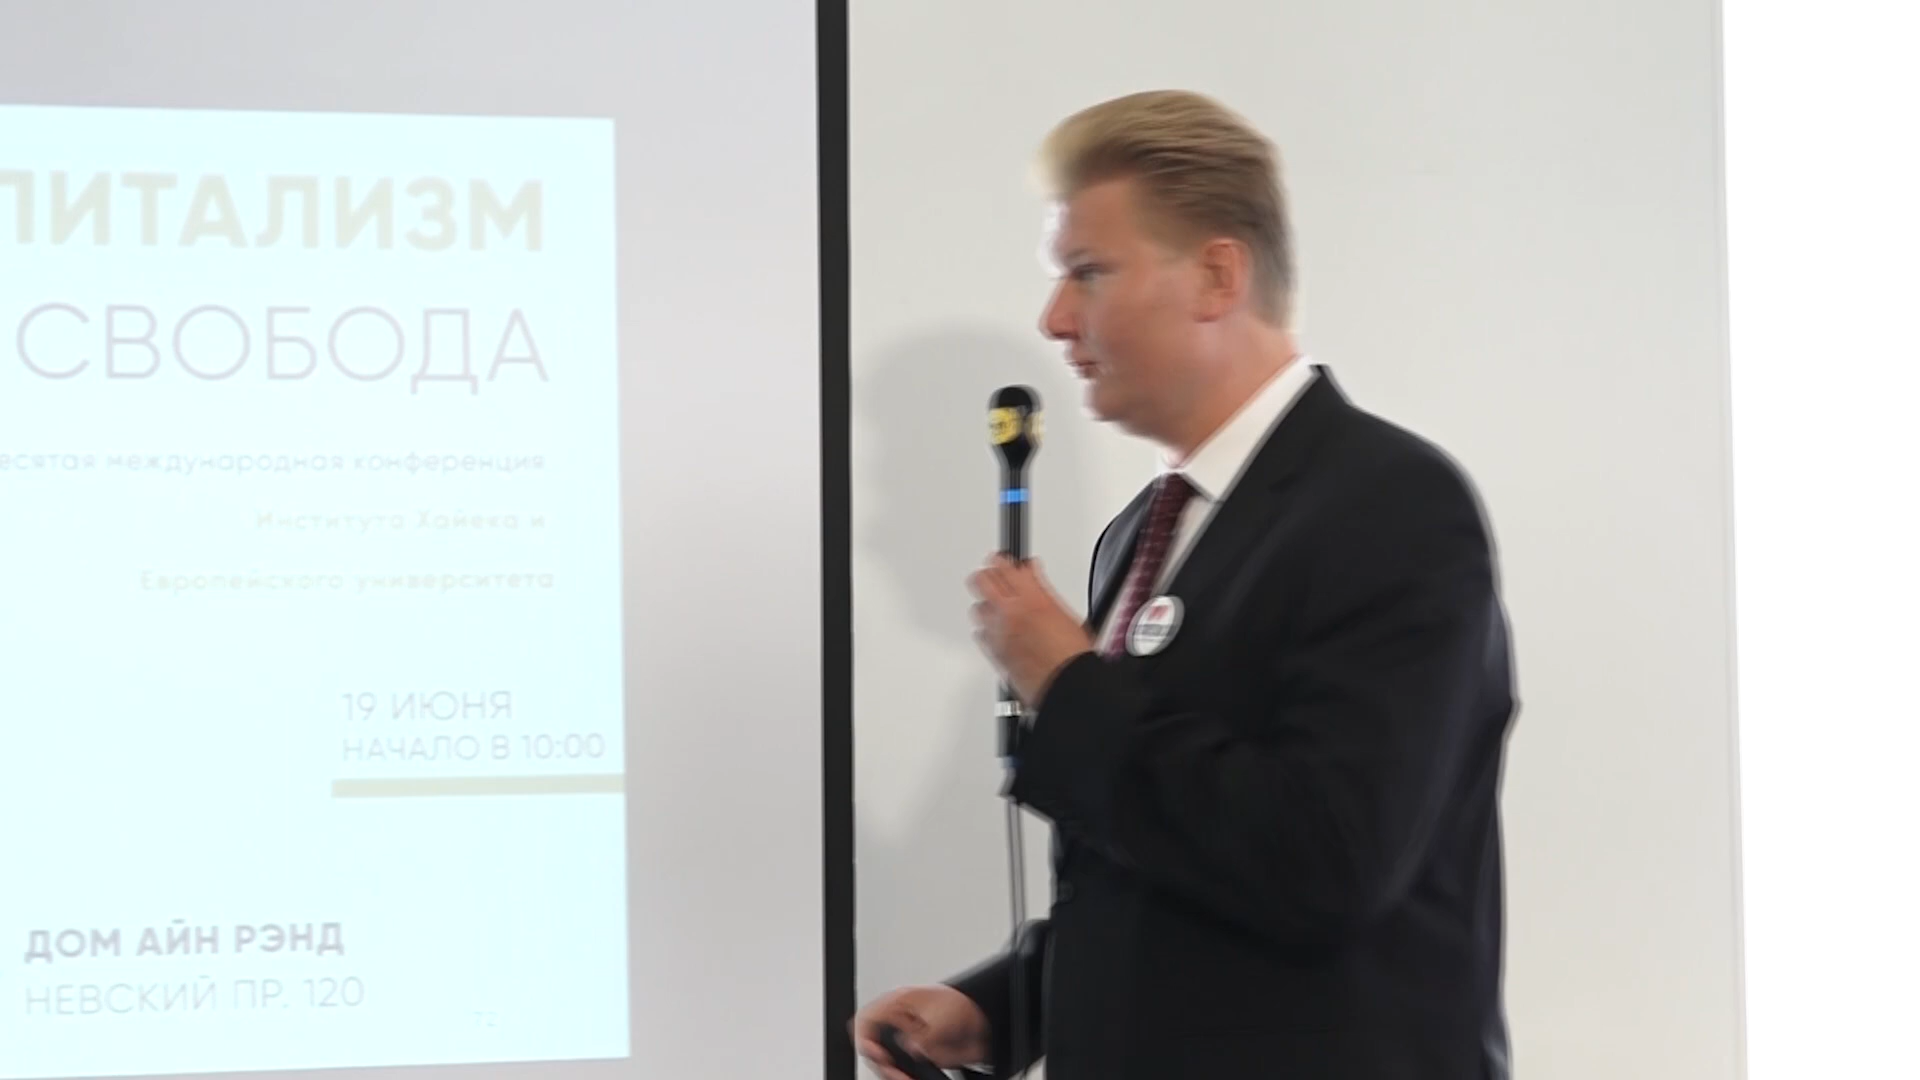 ПИТАЛИЗМ
СВОБОДА
есятая международная конференция
Института Хайека и
Европейского университета
19 ИЮНЯ
НАЧАЛО В 10:00
ДОМ АЙН РЭНД
НЕВСКИЙ ПР. 120